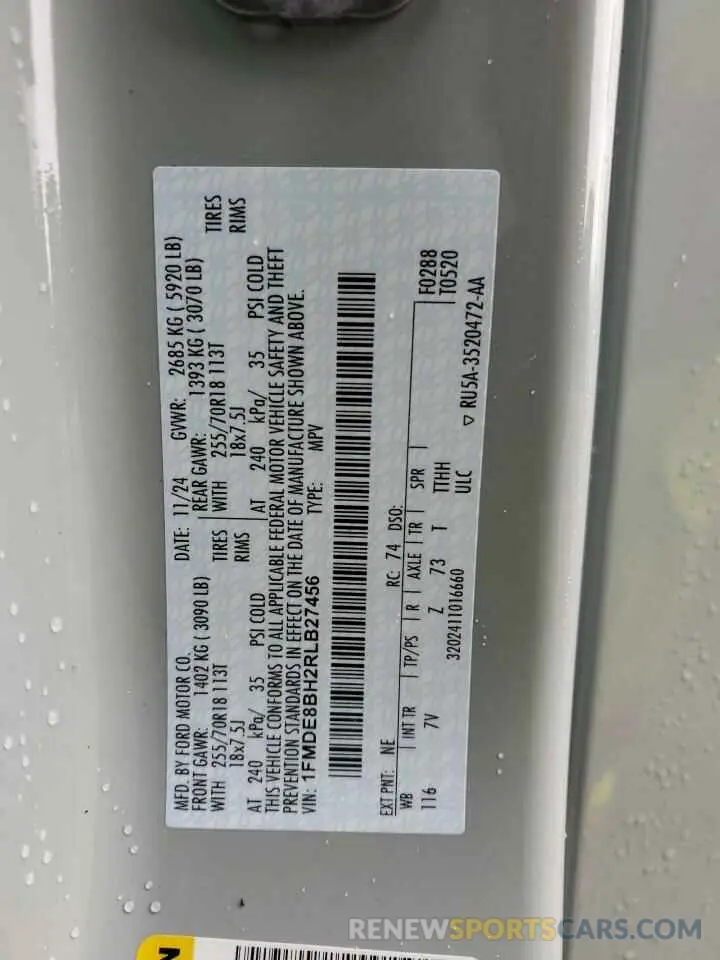 MFD. BY FORD MOTOR CO.
DATE: 11/24 GVWR: 2685 KG ( 5920 LB)
FRONT GAWR: 1402 KG ( 3090 LB) REAR GAWR: 1393 KG ( 3070 LB)
WITH 255/70R18 113T TIRES WITH 255/70R18 113T TIRES
18x7.5J RIMS 18x7.5J RIMS
AT 240 kPa/ 35 PSI COLD AT 240 kPa/ 35 PSI COLD
THIS VEHICLE CONFORMS TO ALL APPLICABLE FEDERAL MOTOR VEHICLE SAFETY AND THEFT
PREVENTION STANDARDS IN EFFECT ON THE DATE OF MANUFACTURE SHOWN ABOVE.
VIN: 1FMDE8BH2RLB27456 TYPE: MPV
EXT PNT: NE RC: 74 DSO: F0288
WB INT TR TP/PS R AXLE TR SPR T0520
116 7V Z 73 T TTHH
3202411016660 ULC
▽ RU5A-3520472-AA
N
RENEWSPORTSCARS.COM